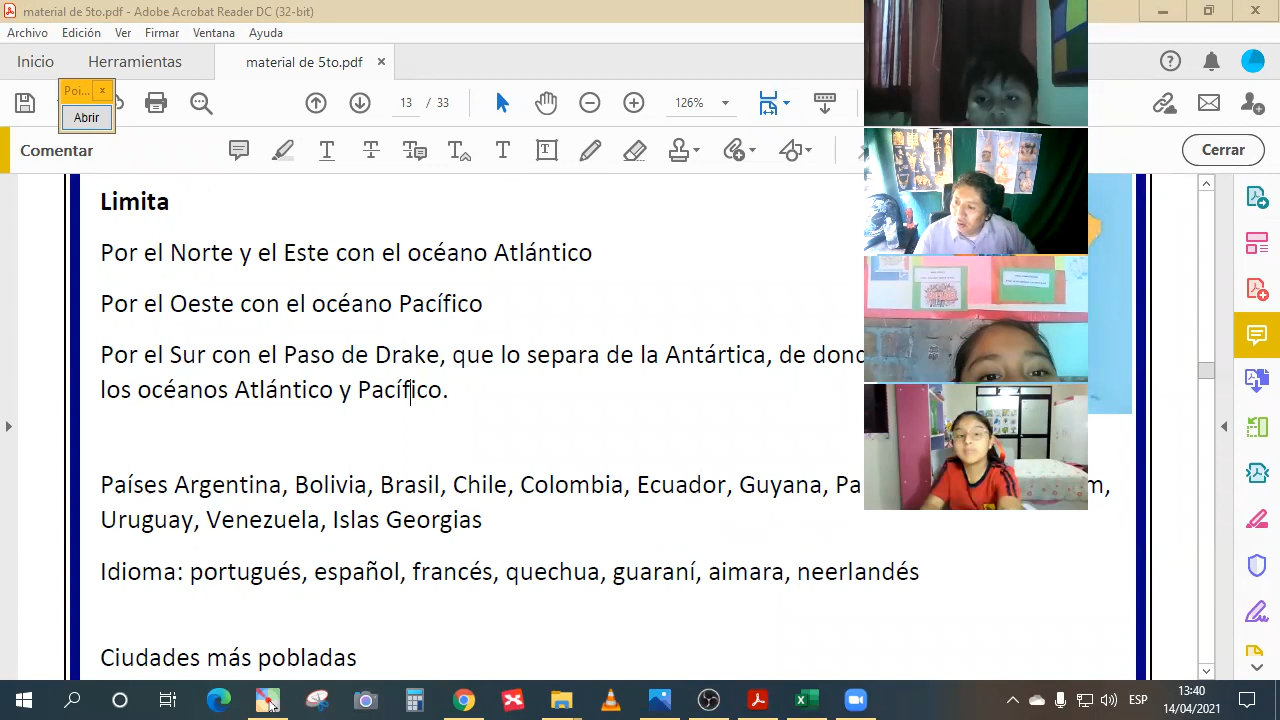 material de 5to.pdf - Adobe Acrobat Reader DC (32-bit)
Archivo Edición Ver Firmar Ventana Ayuda
Inicio Herramientas material de 5to.pdf
Poi...
Abrir
13 / 33 126%
Comentar Cerrar
Limita
Por el Norte y el Este con el océano Atlántico
Por el Oeste con el océano Pacífico
Por el Sur con el Paso de Drake, que lo separa de la Antártica, de
los océanos Atlántico y Pacífico.
Países Argentina, Bolivia, Brasil, Chile, Colombia, Ecuador, Guyana,
Uruguay, Venezuela, Islas Georgias
Idioma: portugués, español, francés, quechua, guaraní, aimara, neerlandés
Ciudades más pobladas
ESP 13:40
14/04/2021